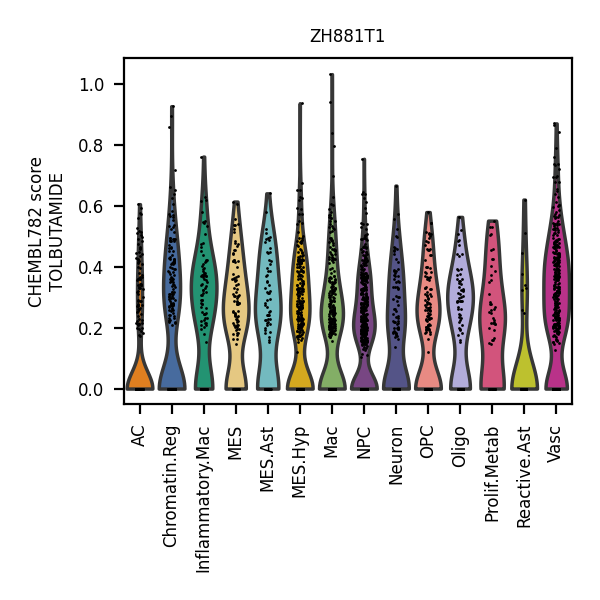 ZH881T1
CHEMBL782 score
TOLBUTAMIDE
1.0
0.8
0.6
0.4
0.2
0.0
AC
Chromatin.Reg
Inflammatory.Mac
MES
MES.Ast
MES.Hyp
Mac
NPC
Neuron
OPC
Oligo
Prolif.Metab
Reactive.Ast
Vasc